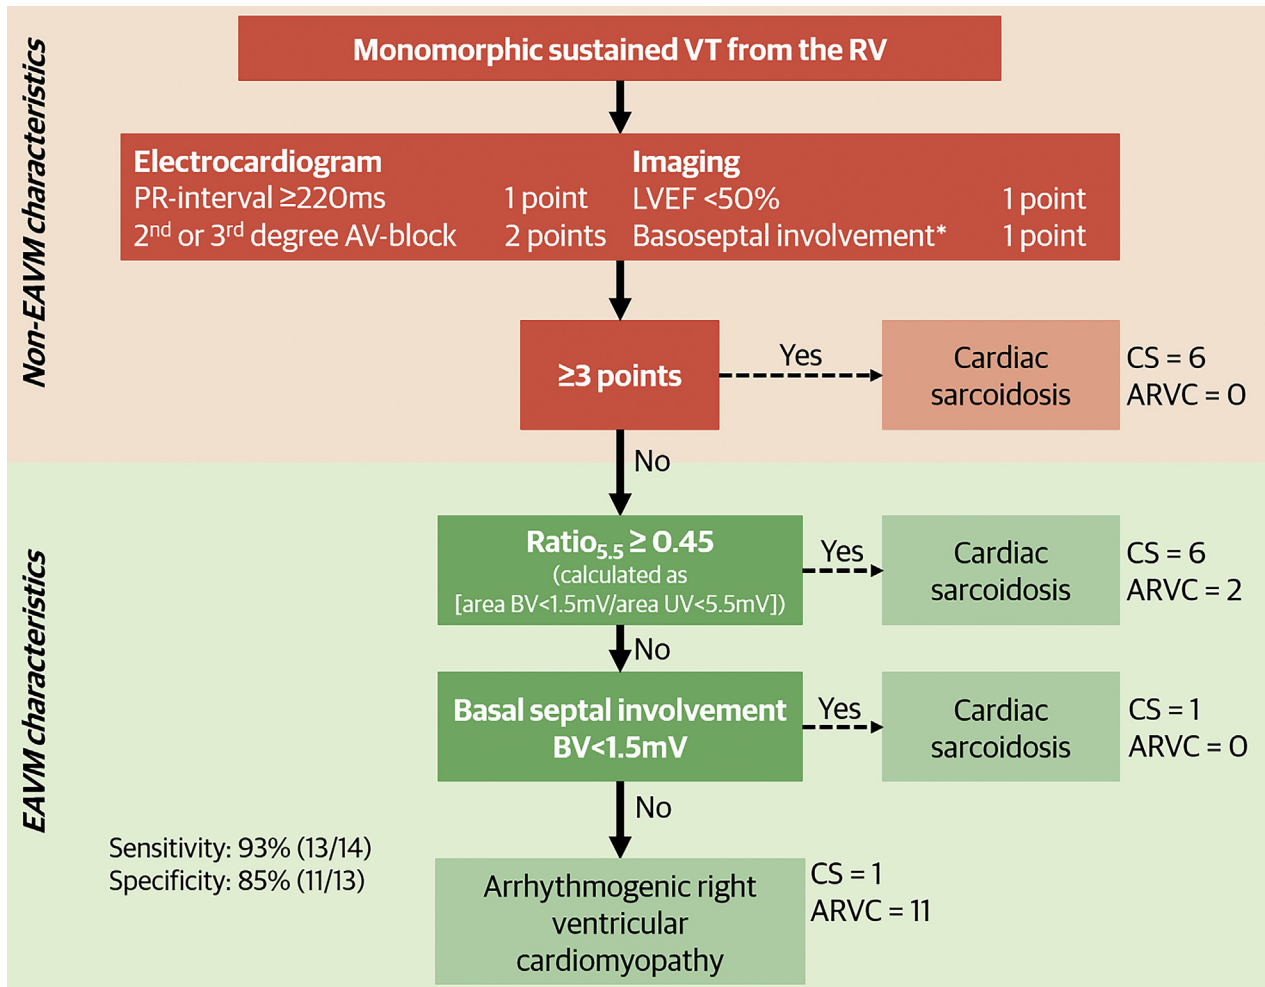 Non-EAVM characteristics
Monomorphic sustained VT from the RV
Electrocardiogram
PR-interval ≥220ms 1 point
2nd or 3rd degree AV-block 2 points
Imaging
LVEF <50% 1 point
Basoseptal involvement* 1 point
≥3 points
Yes
Cardiac
sarcoidosis
CS = 6
ARVC = 0
No
EAVM characteristics
Ratio5.5 ≥ 0.45
(calculated as
[area BV<1.5mV/area UV<5.5mV])
Yes
Cardiac
sarcoidosis
CS = 6
ARVC = 2
No
Basal septal involvement
BV<1.5mV
Yes
Cardiac
sarcoidosis
CS = 1
ARVC = 0
No
Sensitivity: 93% (13/14)
Specificity: 85% (11/13)
Arrhythmogenic right
ventricular
cardiomyopathy
CS = 1
ARVC = 11